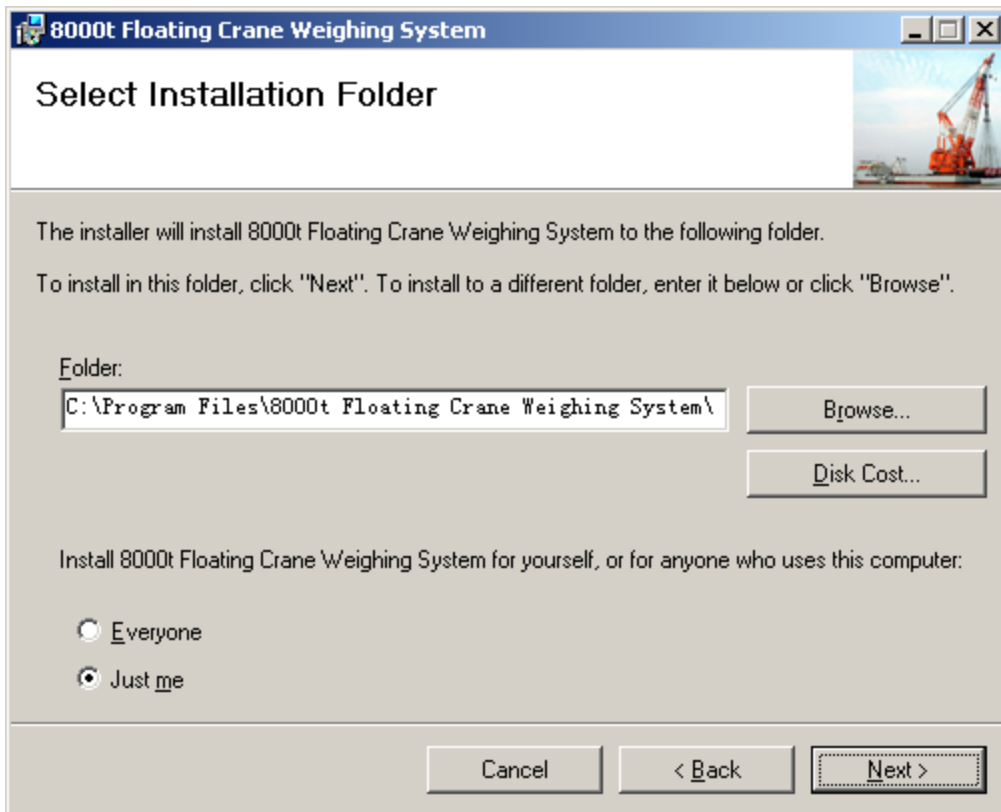 8000t Floating Crane Weighing System
Select Installation Folder
The installer will install 8000t Floating Crane Weighing System to the following folder.
To install in this folder, click "Next". To install to a different folder, enter it below or click "Browse".
Folder:
C:\Program Files\8000t Floating Crane Weighing System\
Browse...
Disk Cost...
Install 8000t Floating Crane Weighing System for yourself, or for anyone who uses this computer:
Everyone
Just me
Cancel
< Back
Next >